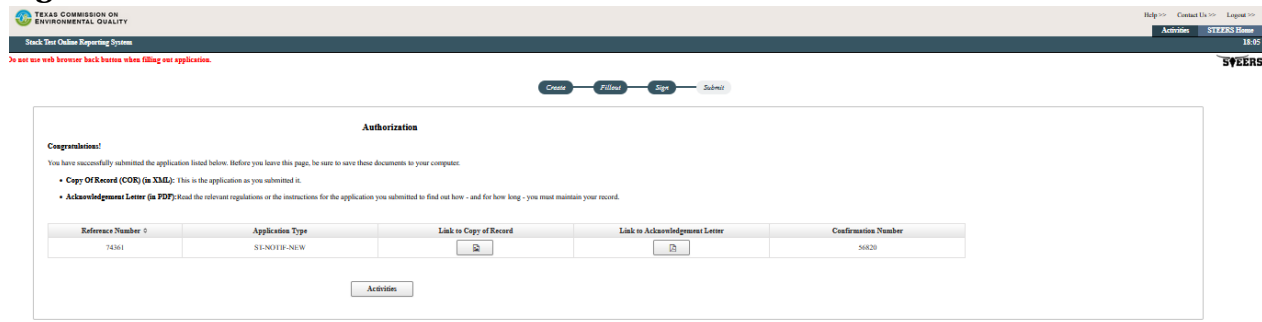 TEXAS COMMISSION ON
ENVIRONMENTAL QUALITY
Help >> Contact Us >> Logout >>
Activities STEERS Home
Stack Test Online Reporting System 18:05
Do not use web browser back button when filling out application.
STEERS
Create Fillout Sign Submit
Authorization
Congratulations!
You have successfully submitted the application listed below. Before you leave this page, be sure to save these documents to your computer.
• Copy Of Record (COR) (in XML): This is the application as you submitted it.
• Acknowledgement Letter (in PDF): Read the relevant regulations or the instructions for the application you submitted to find out how - and for how long - you must maintain your record.
Reference Number Application Type Link to Copy of Record Link to Acknowledgement Letter Confirmation Number
74361 ST-NOTIF-NEW 56820
Activities